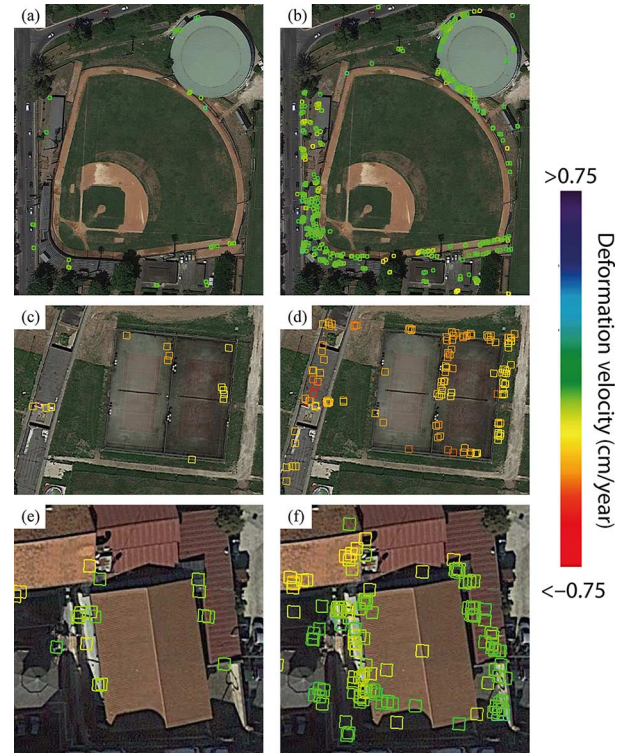 (a)
(b)
(c)
(d)
(e)
(f)
>0.75
Deformation velocity (cm/year)
<−0.75